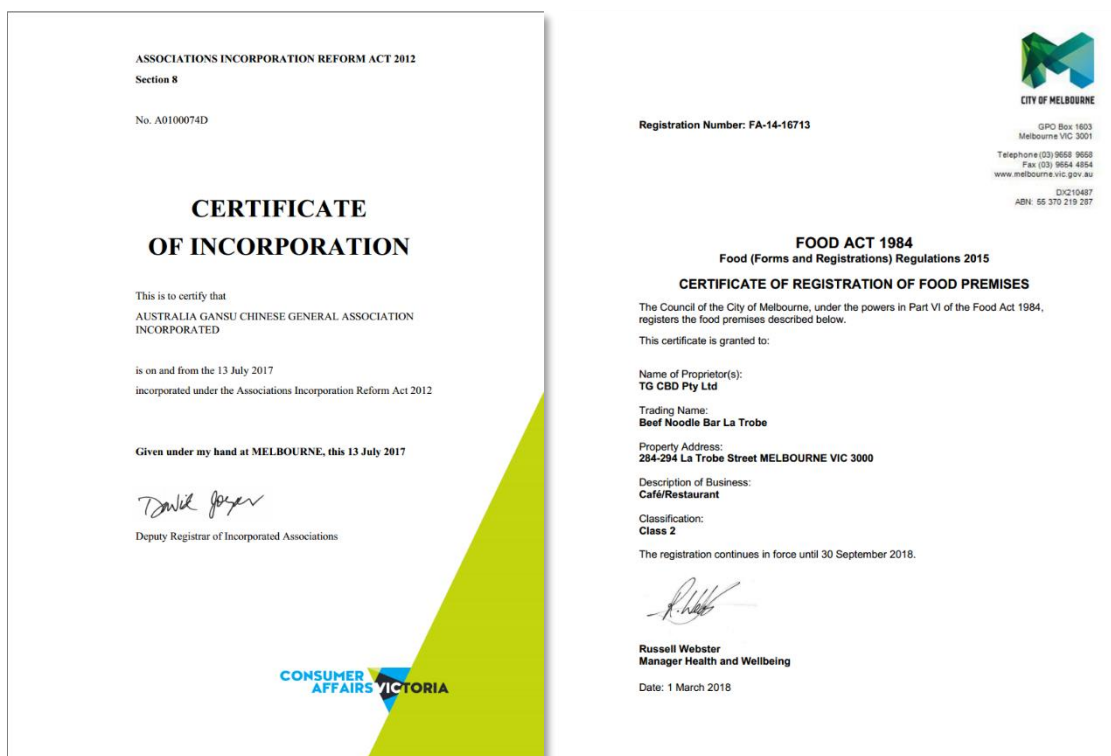 ASSOCIATIONS INCORPORATION REFORM ACT 2012
Section 8
No. A0100074D
CERTIFICATE
OF INCORPORATION
This is to certify that
AUSTRALIA GANSU CHINESE GENERAL ASSOCIATION
INCORPORATED
is on and from the 13 July 2017
incorporated under the Associations Incorporation Reform Act 2012
Given under my hand at MELBOURNE, this 13 July 2017
Deputy Registrar of Incorporated Associations
CONSUMER
AFFAIRS VICTORIA
CITY OF MELBOURNE
Registration Number: FA-14-16713
GPO Box 1603
Melbourne VIC 3001
Telephone (03) 9658 9658
Fax (03) 9654 4854
www.melbourne.vic.gov.au
DX210487
ABN: 55 370 219 287
FOOD ACT 1984
Food (Forms and Registrations) Regulations 2015
CERTIFICATE OF REGISTRATION OF FOOD PREMISES
The Council of the City of Melbourne, under the powers in Part VI of the Food Act 1984,
registers the food premises described below.
This certificate is granted to:
Name of Proprietor(s):
TG CBD Pty Ltd
Trading Name:
Beef Noodle Bar La Trobe
Property Address:
284-294 La Trobe Street MELBOURNE VIC 3000
Description of Business:
Café/Restaurant
Classification:
Class 2
The registration continues in force until 30 September 2018.
Russell Webster
Manager Health and Wellbeing
Date: 1 March 2018